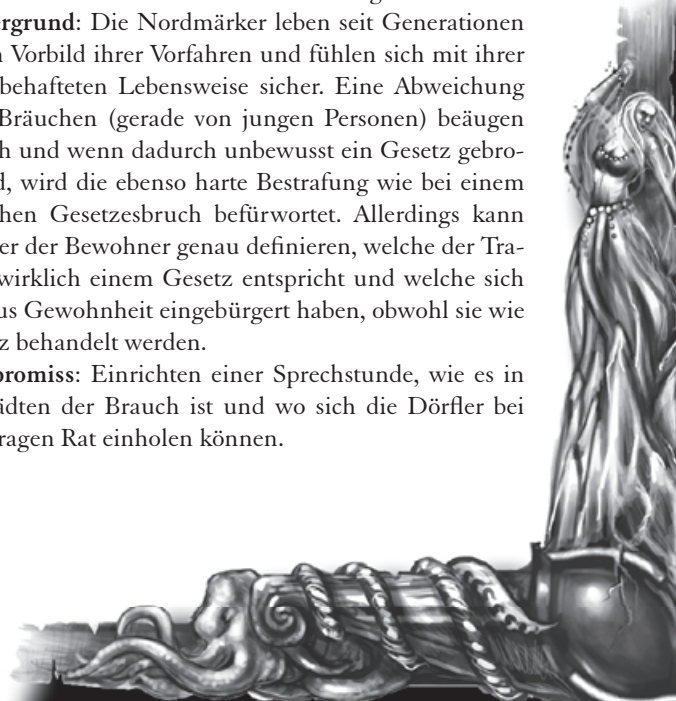 ergrund: Die Nordmärker leben seit Generationen
Vorbild ihrer Vorfahren und fühlen sich mit ihrer
behafteten Lebensweise sicher. Eine Abweichung
Bräuchen (gerade von jungen Personen) beäugen
h und wenn dadurch unbewusst ein Gesetz gebro-
d, wird die ebenso harte Bestrafung wie bei einem
chen Gesetzesbruch befürwortet. Allerdings kann
er der Bewohner genau definieren, welche der Tra-
wirklich einem Gesetz entspricht und welche sich
us Gewohnheit eingebürgert haben, obwohl sie wie
z behandelt werden.
promiss: Einrichten einer Sprechstunde, wie es in
ädten der Brauch ist und wo sich die Dörfler bei
ragen Rat einholen können.